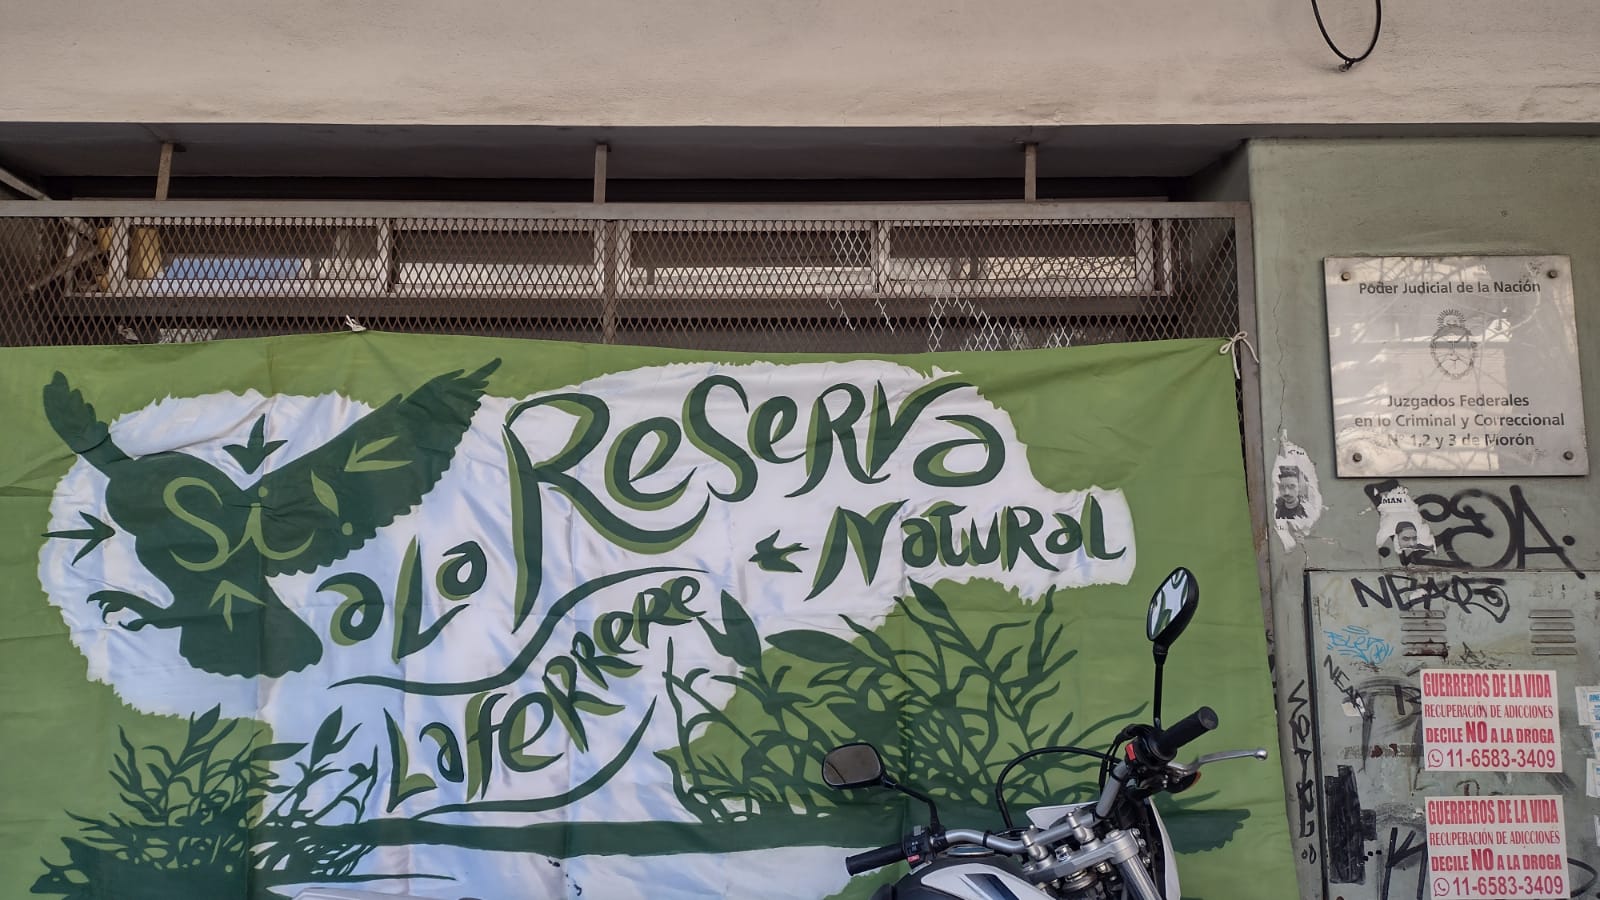 Sí!
a La Reserva
Natural
Laferrere
Poder Judicial de la Nación
Juzgados Federales
en lo Criminal y Correccional
N° 1,2 y 3 de Morón
NEAR
NEAR
GUERREROS DE LA VIDA
RECUPERACIÓN DE ADICCIONES
DECILE NO A LA DROGA
11-6583-3409
GUERREROS DE LA VIDA
RECUPERACIÓN DE ADICCIONES
DECILE NO A LA DROGA
11-6583-3409